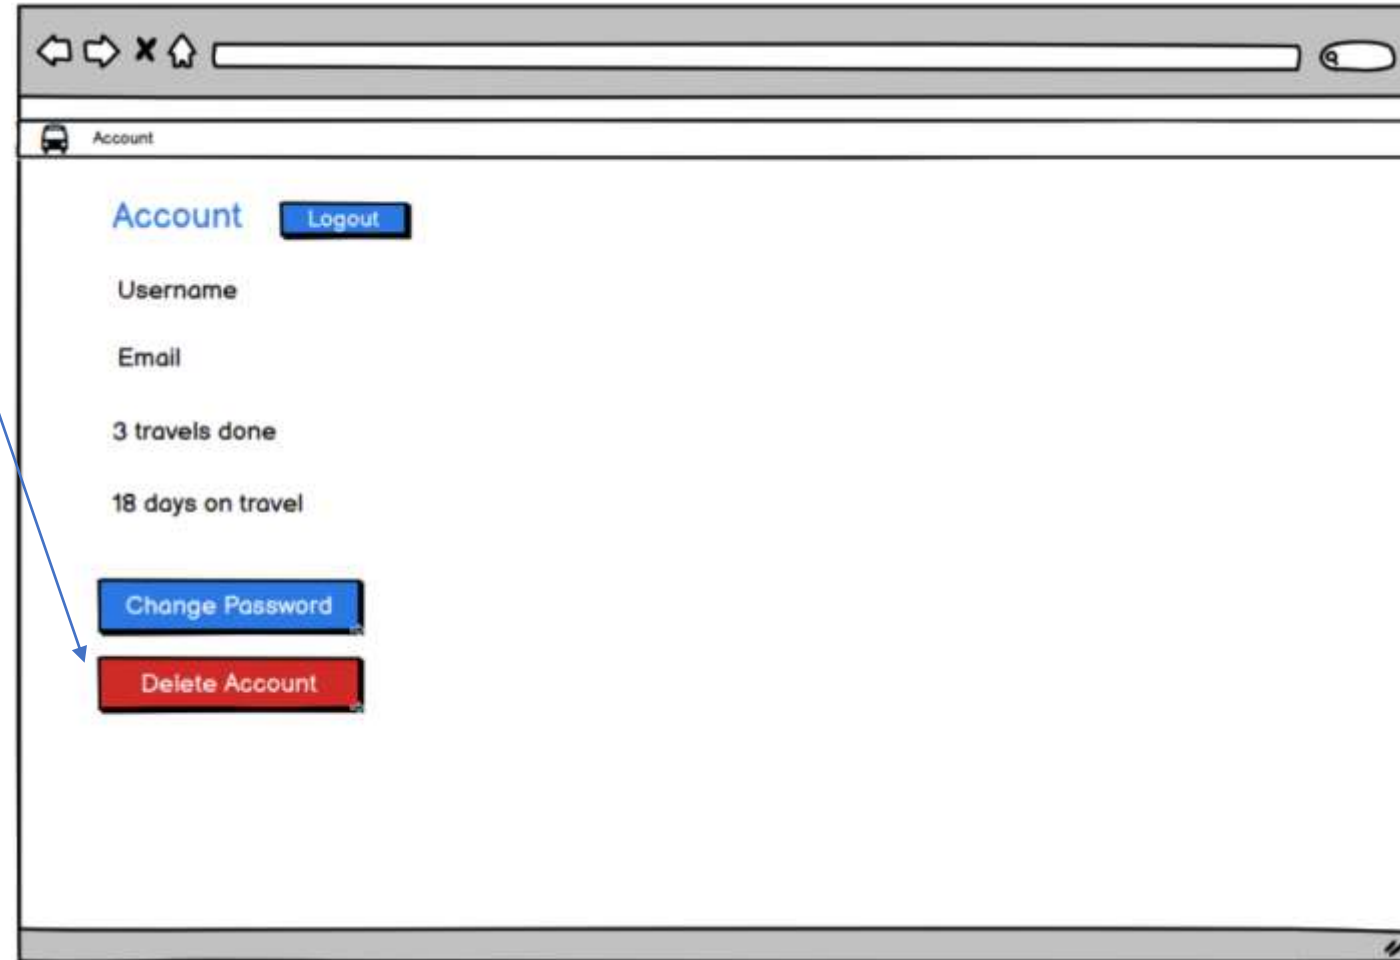 Account
Account
Logout
Username
Email
3 travels done
18 days on travel
Change Password
Delete Account